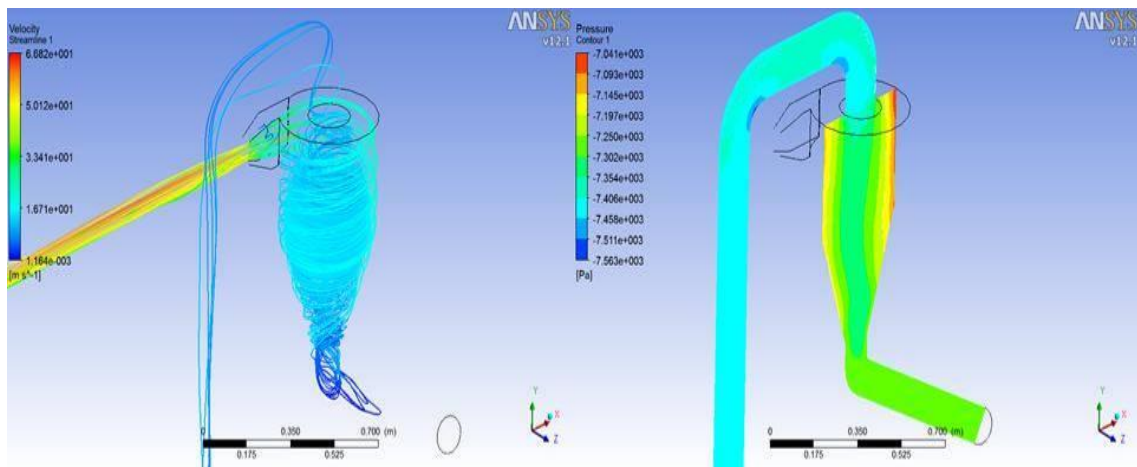 Velocity
Streamline 1
6.682e+001
5.012e+001
3.341e+001
1.671e+001
1.164e-003
[m s^-1]
ANSYS
v12.1
0 0.350 0.700 (m)
0.175 0.525
Y
X
Z
Pressure
Contour 1
-7.041e+003
-7.093e+003
-7.145e+003
-7.197e+003
-7.250e+003
-7.302e+003
-7.354e+003
-7.406e+003
-7.458e+003
-7.511e+003
-7.563e+003
[Pa]
ANSYS
v12.1
0 0.350 0.700 (m)
0.175 0.525
Y
X
Z